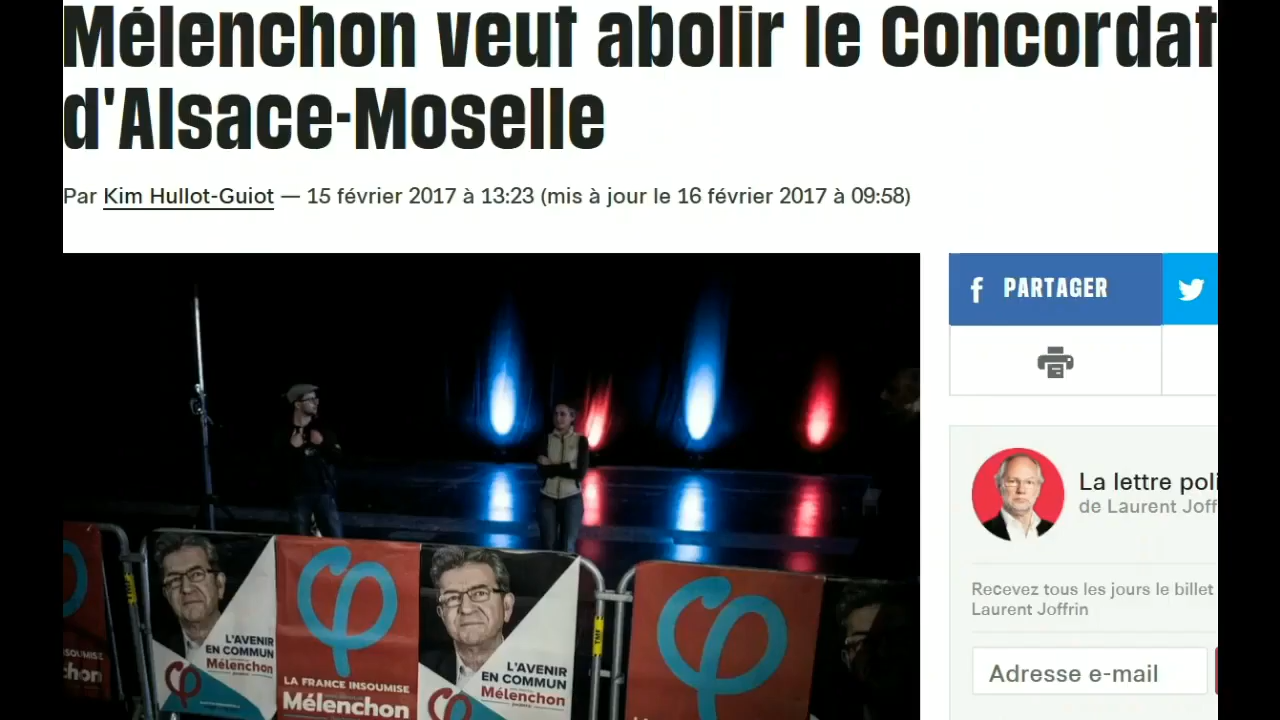 Mélenchon veut abolir le Concordat
d'Alsace-Moselle
Par Kim Hullot-Guiot — 15 février 2017 à 13:23 (mis à jour le 16 février 2017 à 09:58)
f PARTAGER
La lettre poli
de Laurent Joff
Recevez tous les jours le billet
Laurent Joffrin
Adresse e-mail
L'AVENIR
EN COMMUN
Mélenchon
LA FRANCE INSOUMISE
Mélenchon
L'AVENIR
EN COMMUN
Mélenchon